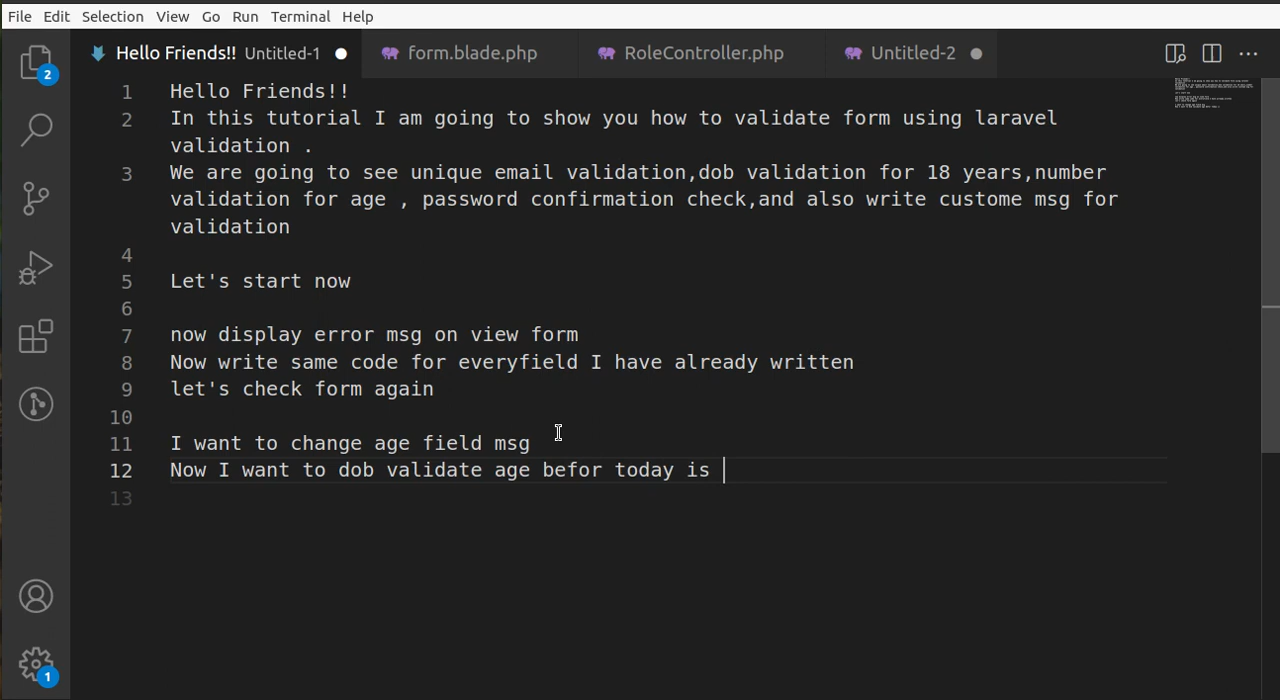 File Edit Selection View Go Run Terminal Help
Hello Friends!! Untitled-1 form.blade.php RoleController.php Untitled-2
2
1 Hello Friends!!
2 In this tutorial I am going to show you how to validate form using laravel
validation .
3 We are going to see unique email validation,dob validation for 18 years,number
validation for age , password confirmation check,and also write custome msg for
validation
4
5 Let's start now
6
7 now display error msg on view form
8 Now write same code for everyfield I have already written
9 let's check form again
10
11 I want to change age field msg
12 Now I want to dob validate age befor today is
13
1